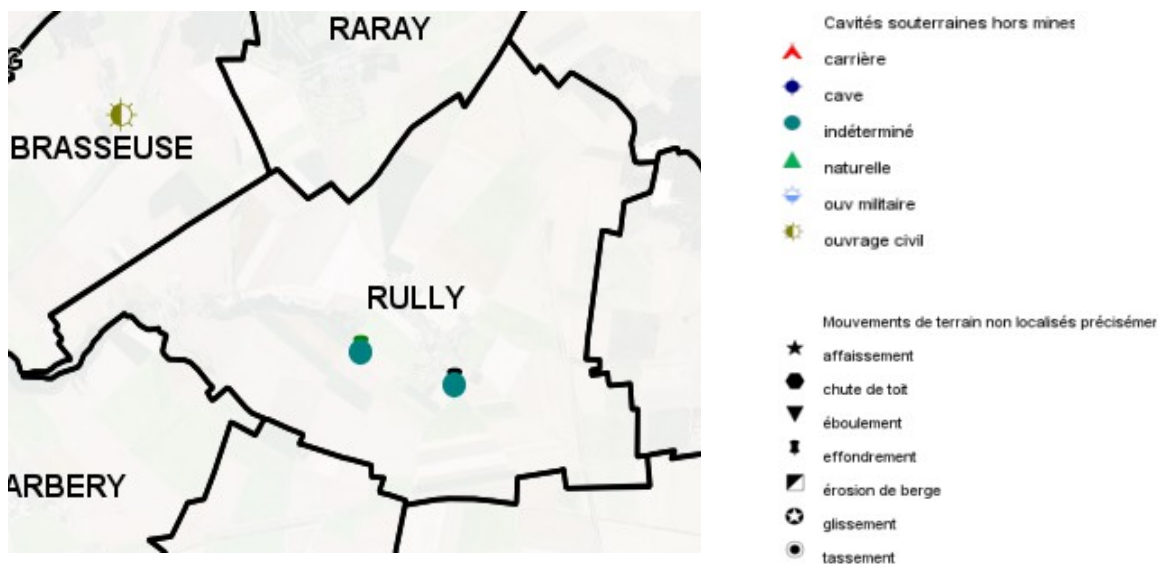 RARAY
BRASSEUSE
RULLY
ARBERY
Cavités souterraines hors mines
carrière
cave
indéterminé
naturelle
ouv militaire
ouvrage civil
Mouvements de terrain non localisés précisémer
affaissement
chute de toit
éboulement
effondrement
érosion de berge
glissement
tassement